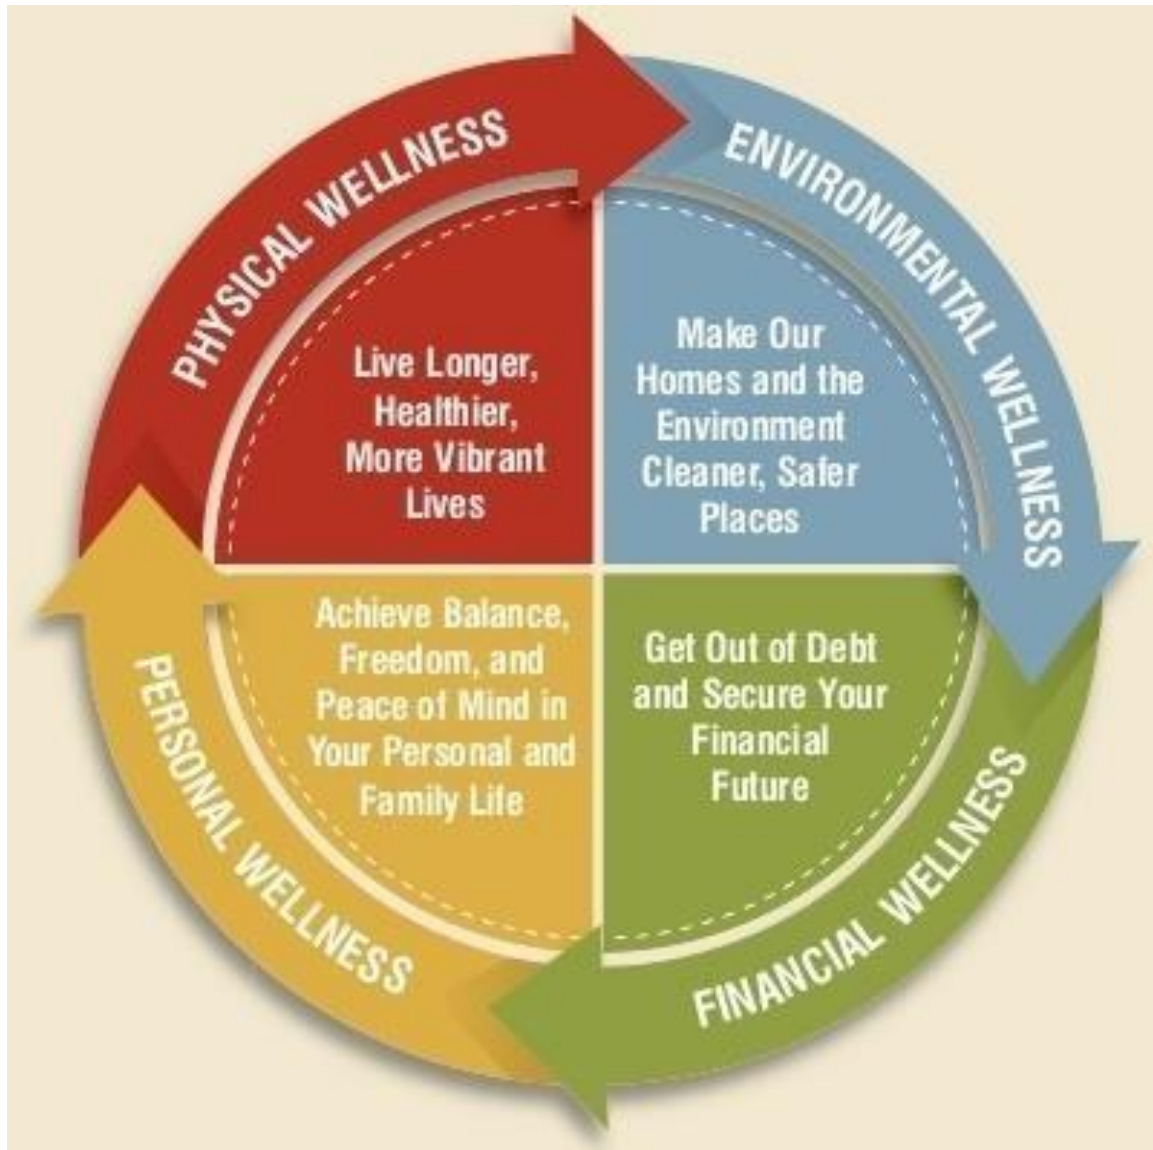 PHYSICAL WELLNESS
ENVIRONMENTAL WELLNESS
Live Longer,
Healthier,
More Vibrant
Lives
Make Our
Homes and the
Environment
Cleaner, Safer
Places
Achieve Balance,
Freedom, and
Peace of Mind in
Your Personal and
Family Life
Get Out of Debt
and Secure Your
Financial
Future
PERSONAL WELLNESS
FINANCIAL WELLNESS